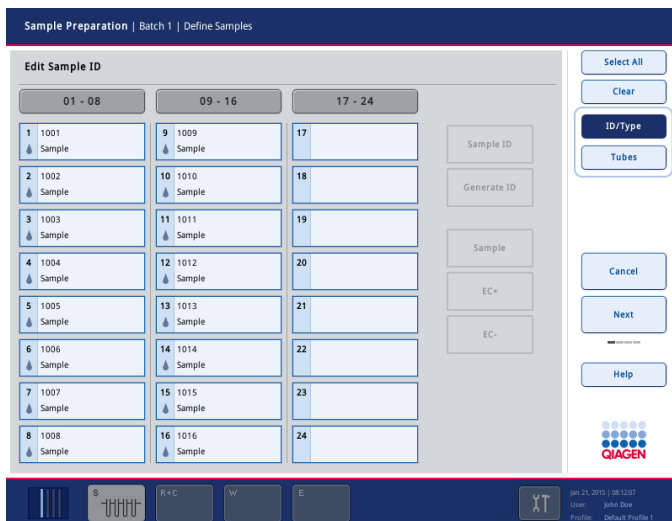 Sample Preparation | Batch 1 | Define Samples
Edit Sample ID
01 - 08
09 - 16
17 - 24
1 1001
Sample
2 1002
Sample
3 1003
Sample
4 1004
Sample
5 1005
Sample
6 1006
Sample
7 1007
Sample
8 1008
Sample
9 1009
Sample
10 1010
Sample
11 1011
Sample
12 1012
Sample
13 1013
Sample
14 1014
Sample
15 1015
Sample
16 1016
Sample
17
18
19
20
21
22
23
24
Sample ID
Generate ID
Sample
EC+
EC-
Select All
Clear
ID/Type
Tubes
Cancel
Next
Help
QIAGEN
S
R+C
W
E
Jan 21, 2015 | 08:12:07
User: John Doe
Profile: Default Profile 1